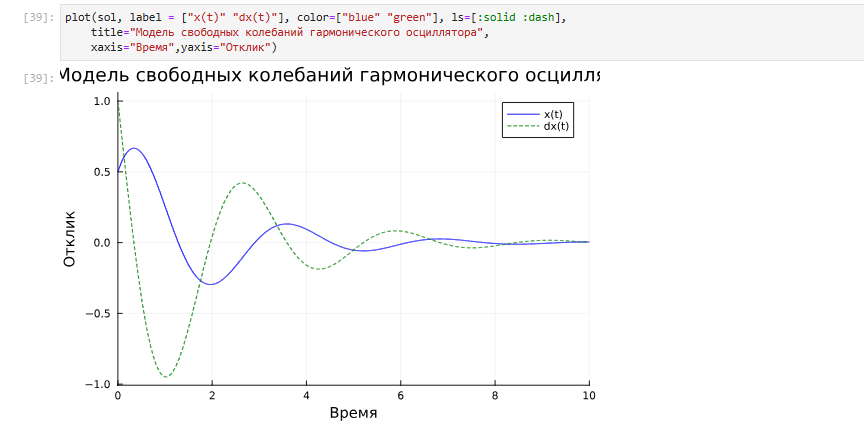 [39]: plot(sol, label = ["x(t)" "dx(t)"], color=["blue" "green"], ls=[:solid :dash],
title="Модель свободных колебаний гармонического осциллятора",
xaxis="Время",yaxis="Отклик")
[39]: Модель свободных колебаний гармонического осцилля
1.0
0.5
0.0
−0.5
−1.0
Отклик
x(t)
dx(t)
0 2 4 6 8 10
Время